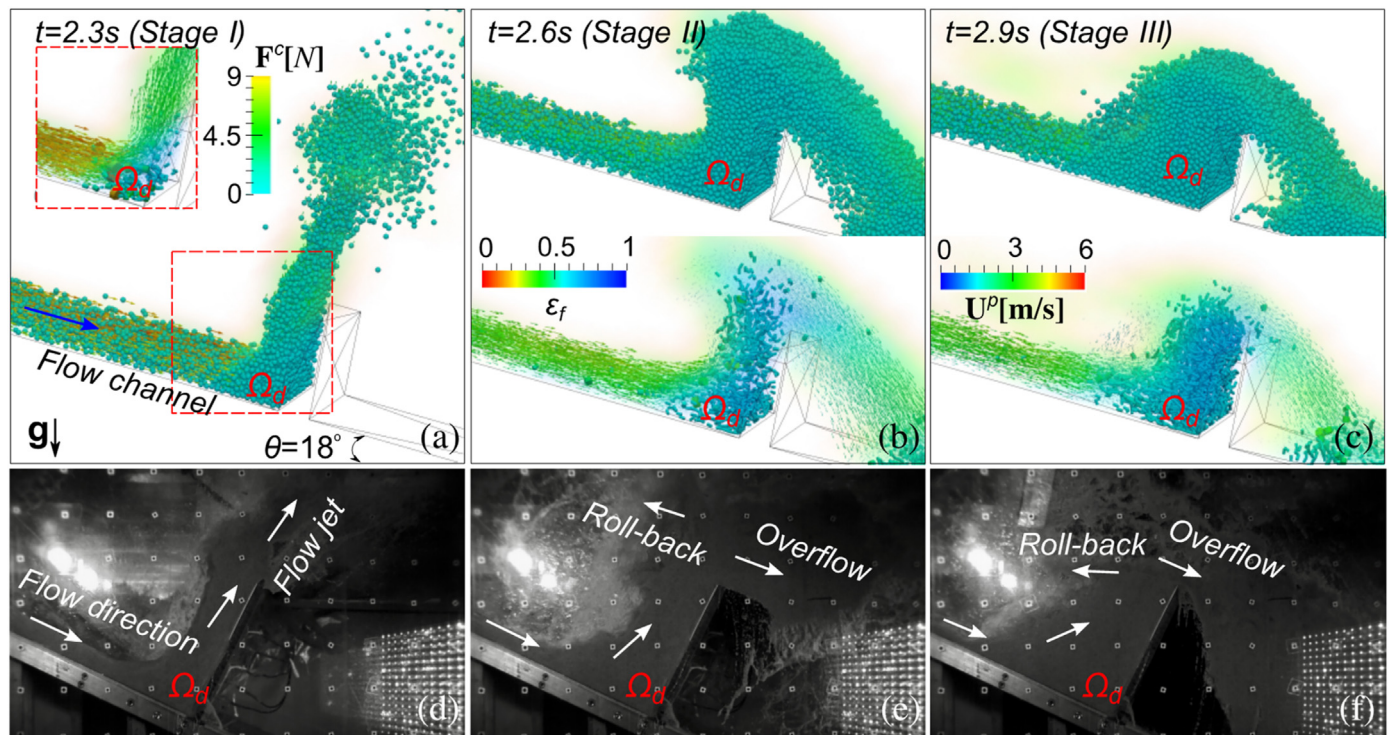 t=2.3s (Stage I)
F^c[N]
9
4.5
0
Ω_d
Ω_d
Flow channel
g
θ=18°
(a)
t=2.6s (Stage II)
Ω_d
0 0.5 1
ε_f
Ω_d
(b)
t=2.9s (Stage III)
Ω_d
0 3 6
U^p[m/s]
Ω_d
(c)
Flow direction
Flow jet
Ω_d
(d)
Roll-back
Overflow
Ω_d
(e)
Roll-back
Overflow
Ω_d
(f)